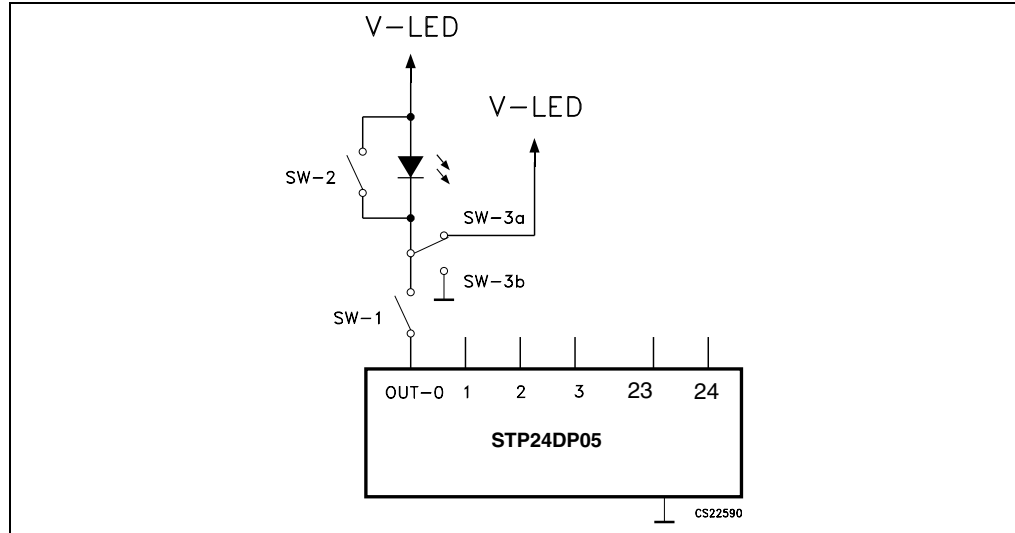 V-LED
V-LED
SW-2
SW-3a
SW-3b
SW-1
OUT-0 1 2 3 23 24
STP24DP05
CS22590